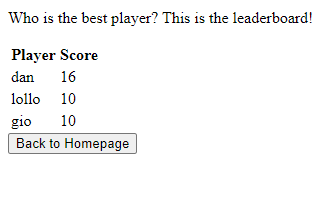 Who is the best player? This is the leaderboard!
Player Score
dan 16
lollo 10
gio 10
Back to Homepage